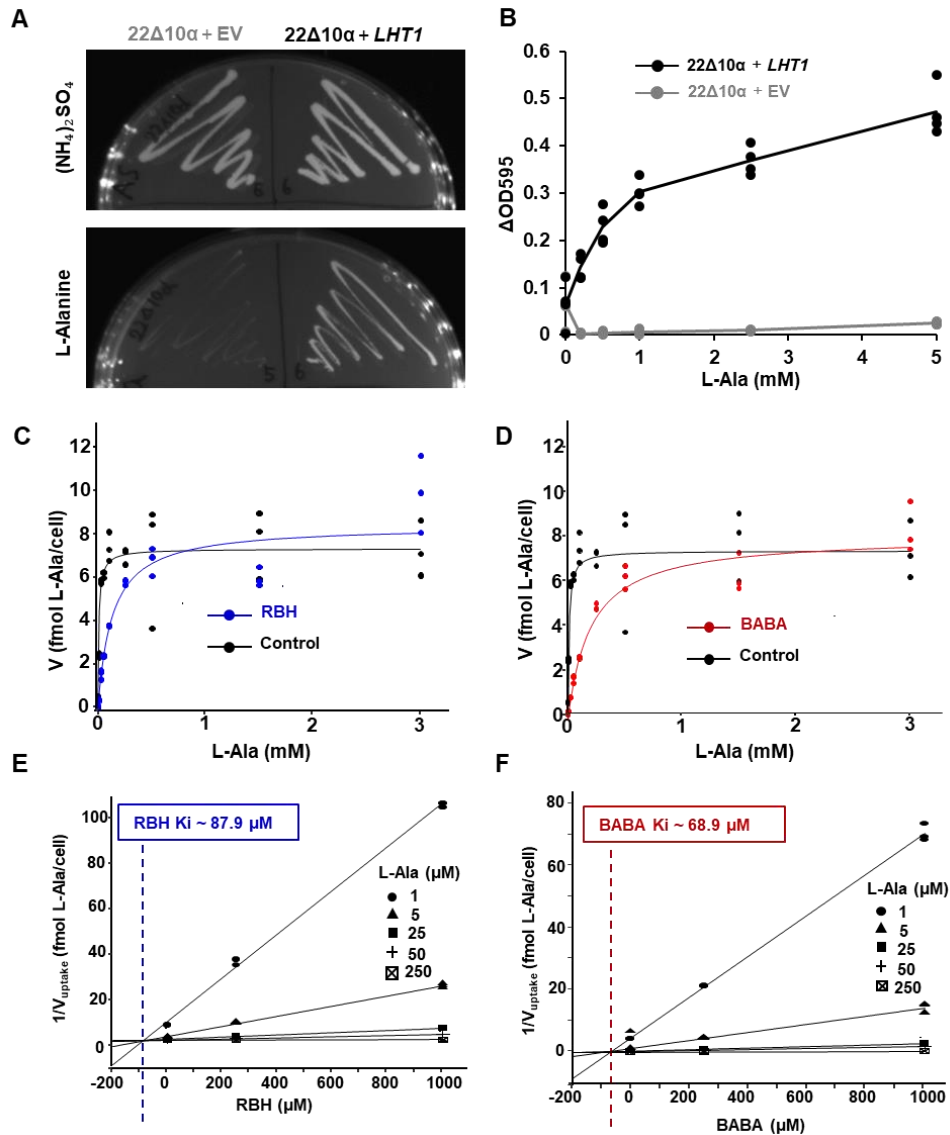 A
22Δ10α + EV
22Δ10α + LHT1
(NH₄)₂ SO₄
L-Alanine
B
ΔOD595
0.6
0.5
0.4
0.3
0.2
0.1
0
22Δ10α + LHT1
22Δ10α + EV
0 1 2 3 4 5
L-Ala (mM)
C
V (fmol L-Ala/cell)
12
10
8
6
4
2
0
RBH
Control
0 1 2 3
L-Ala (mM)
D
V (fmol L-Ala/cell)
12
10
8
6
4
2
0
BABA
Control
0 1 2 3
L-Ala (mM)
E
RBH Ki ~ 87.9 µM
1/Vuptake (fmol L-Ala/cell)
100
80
60
40
20
0
L-Ala (µM)
1
5
25
50
250
-200 0 200 400 600 800 1000
RBH (µM)
F
BABA Ki ~ 68.9 µM
1/Vuptake (fmol L-Ala/cell)
80
60
40
20
0
L-Ala (µM)
1
5
25
50
250
-200 0 200 400 600 800 1000
BABA (µM)